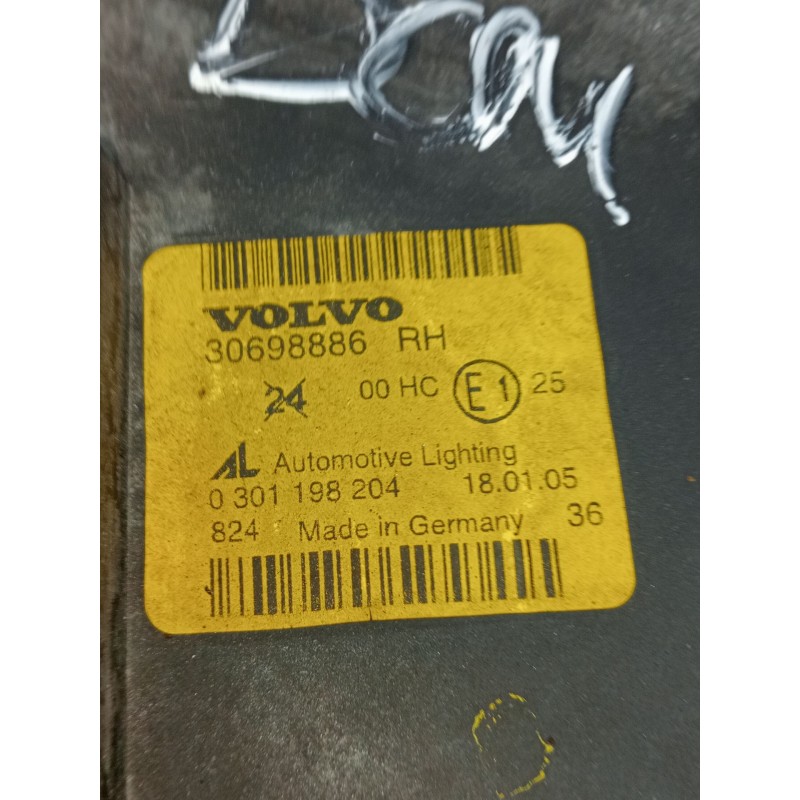 VOLVO
30698886 RH
24 00 HC E1 25
AL Automotive Lighting
0 301 198 204 18.01.05
824 Made in Germany 36